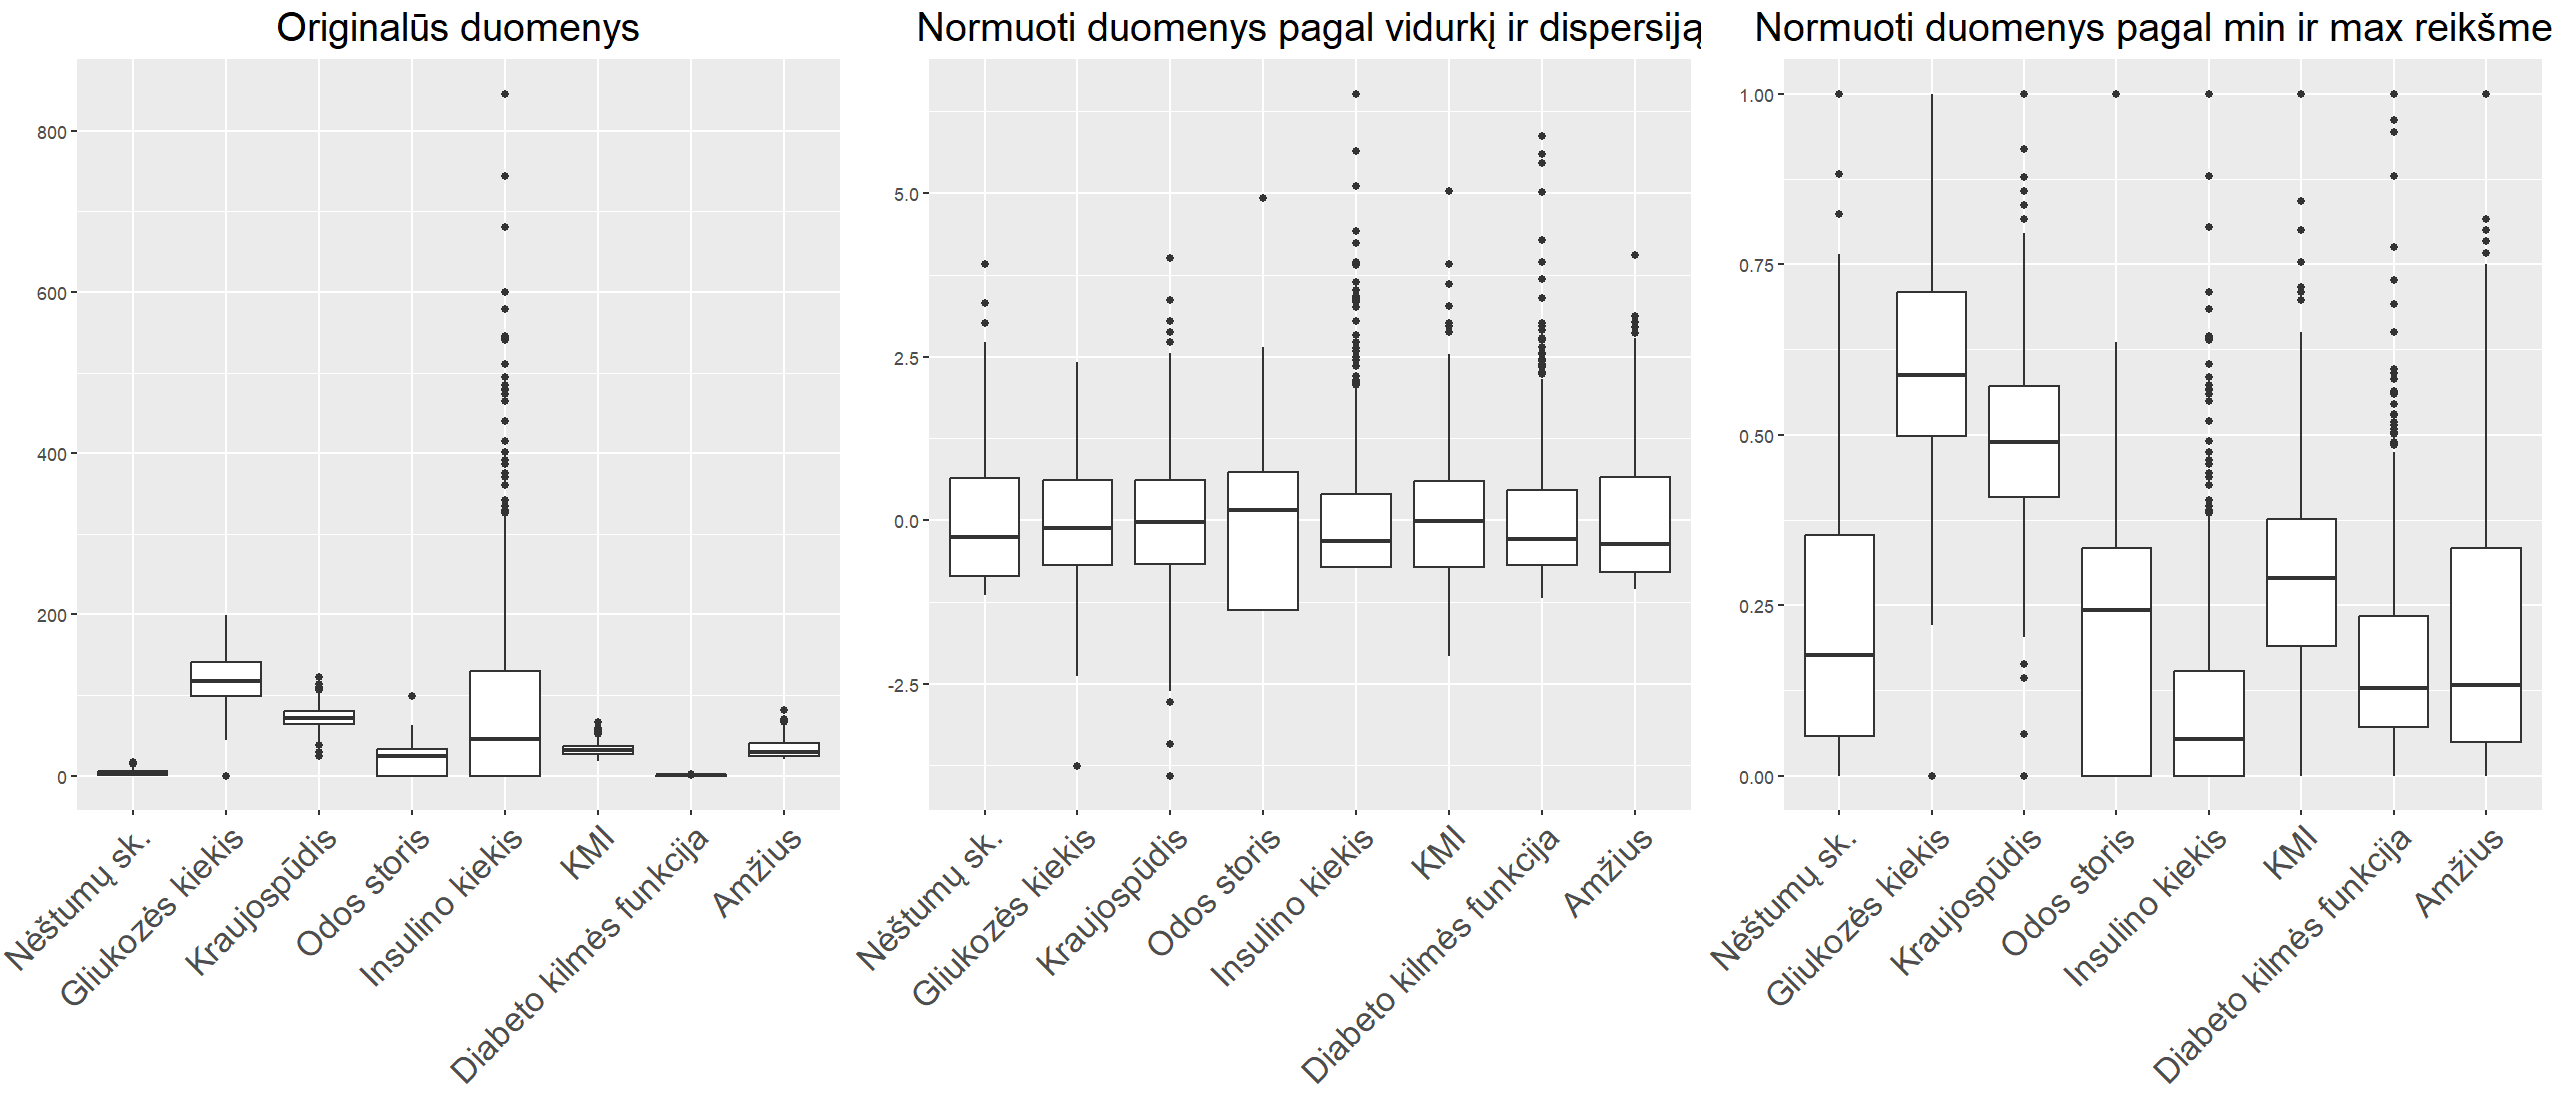 Originalūs duomenys
800
600
400
200
0
Nėštumų sk.
Gliukozės kiekis
Kraujospūdis
Odos storis
Insulino kiekis
KMI
Diabeto kilmės funkcija
Amžius
Normuoti duomenys pagal vidurkį ir dispersiją
5.0
2.5
0.0
-2.5
Nėštumų sk.
Gliukozės kiekis
Kraujospūdis
Odos storis
Insulino kiekis
KMI
Diabeto kilmės funkcija
Amžius
Normuoti duomenys pagal min ir max reikšme
1.00
0.75
0.50
0.25
0.00
Nėštumų sk.
Gliukozės kiekis
Kraujospūdis
Odos storis
Insulino kiekis
KMI
Diabeto kilmės funkcija
Amžius